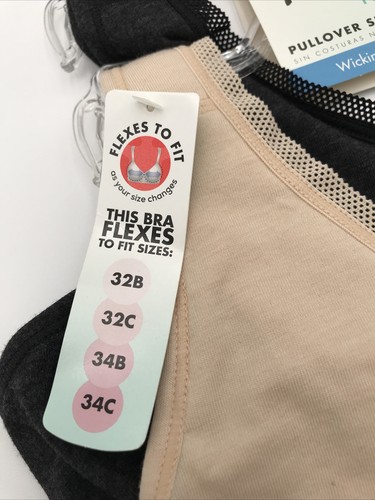 PULLOVER
SIN COSTURAS
Wickin
FLEXES TO FIT
as your size changes
THIS BRA
FLEXES
TO FIT SIZES:
32B
32C
34B
34C